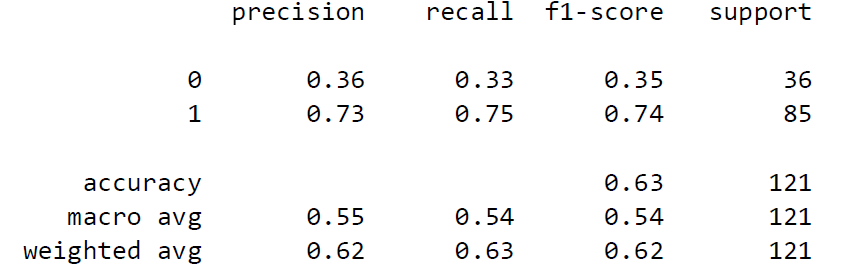 precision recall f1-score support
0 0.36 0.33 0.35 36
1 0.73 0.75 0.74 85
accuracy 0.63 121
macro avg 0.55 0.54 0.54 121
weighted avg 0.62 0.63 0.62 121